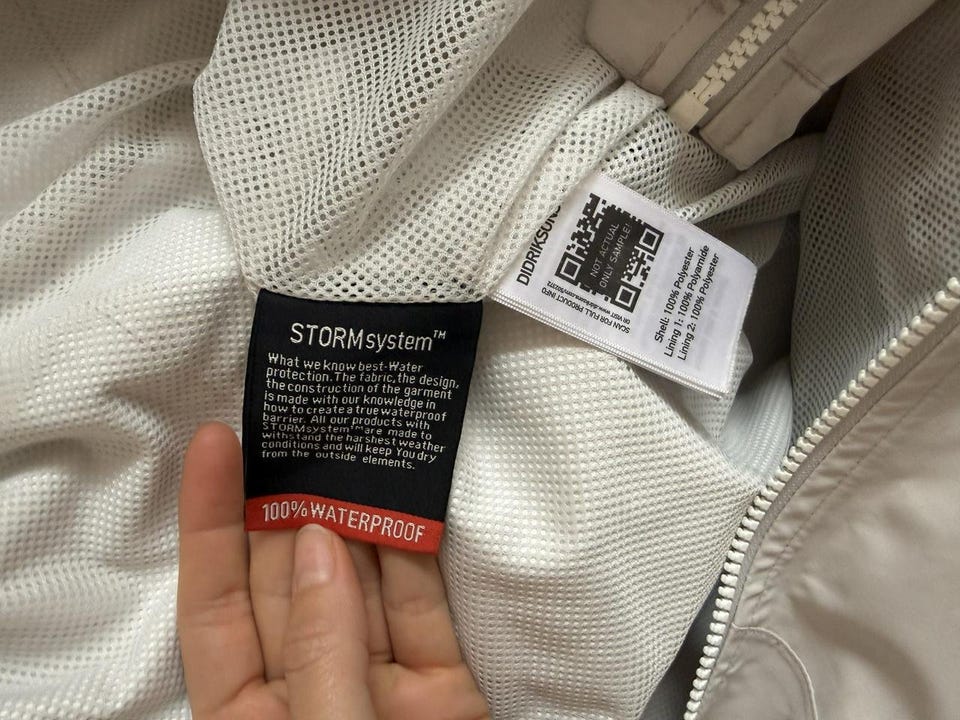 STORMsystem™
What we know best-Water
protection. The fabric, the design,
the construction of the garment
is made with our knowledge in
how to create a true waterproof
barrier. All our products with
STORMsystem™ are made to
withstand the harshest weather
conditions and will keep You dry
from the outside elements.
100% WATERPROOF
DIDRIKSONS
NOT ACTUAL
ONLY SAMPLE!
SCAN FOR FULL PRODUCT INFO
Shell: 100% Polyester
Lining 1: 100% Polyamide
Lining 2: 100% Polyester